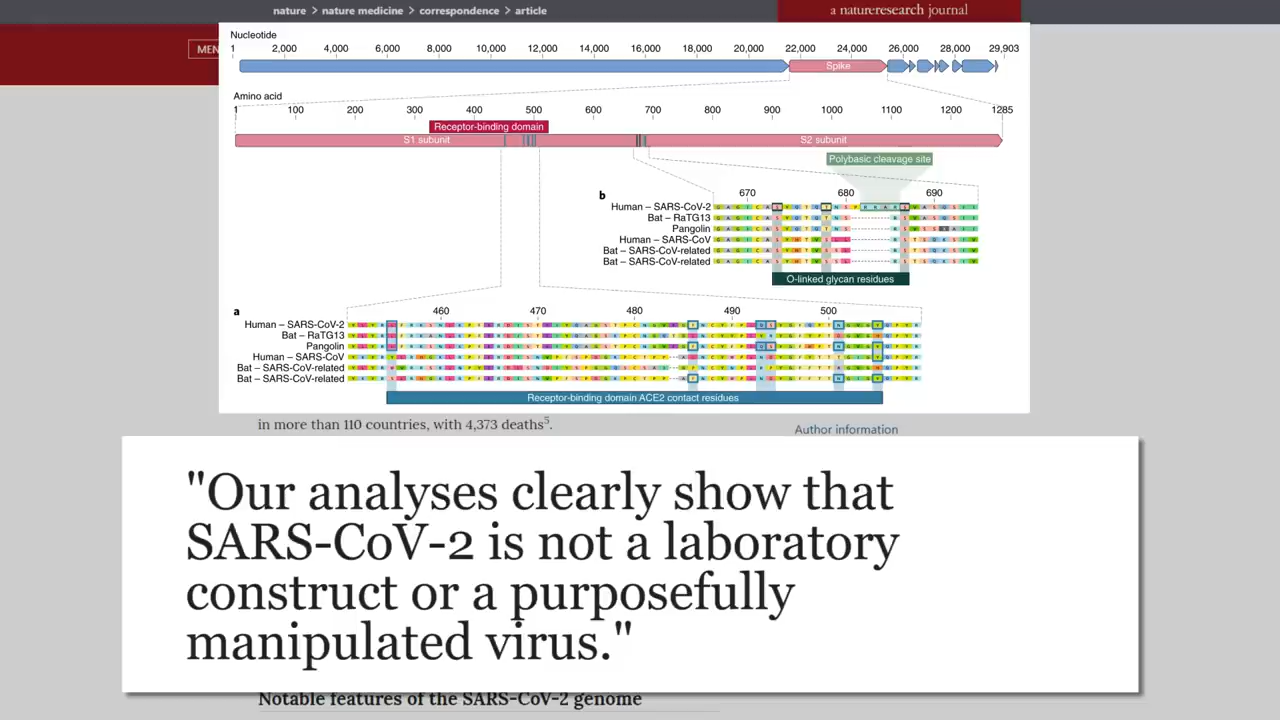 nature > nature medicine > correspondence > article
a natureresearch journal
MEN
Nucleotide
1 2,000 4,000 6,000 8,000 10,000 12,000 14,000 16,000 18,000 20,000 22,000 24,000 26,000 28,000 29,903
Spike
Amino acid
1 100 200 300 400 500 600 700 800 900 1000 1100 1200 1285
Receptor-binding domain
S1 subunit S2 subunit
Polybasic cleavage site
b 670 680 690
Human – SARS-CoV-2
Bat – RaTG13
Pangolin
Human – SARS-CoV
Bat – SARS-CoV-related
Bat – SARS-CoV-related
O-linked glycan residues
a 460 470 480 490 500
Human – SARS-CoV-2
Bat – RaTG13
Pangolin
Human – SARS-CoV
Bat – SARS-CoV-related
Bat – SARS-CoV-related
Receptor-binding domain ACE2 contact residues
in more than 110 countries, with 4,373 deaths5.
Author information
"Our analyses clearly show that
SARS-CoV-2 is not a laboratory
construct or a purposefully
manipulated virus."
Notable features of the SARS-CoV-2 genome